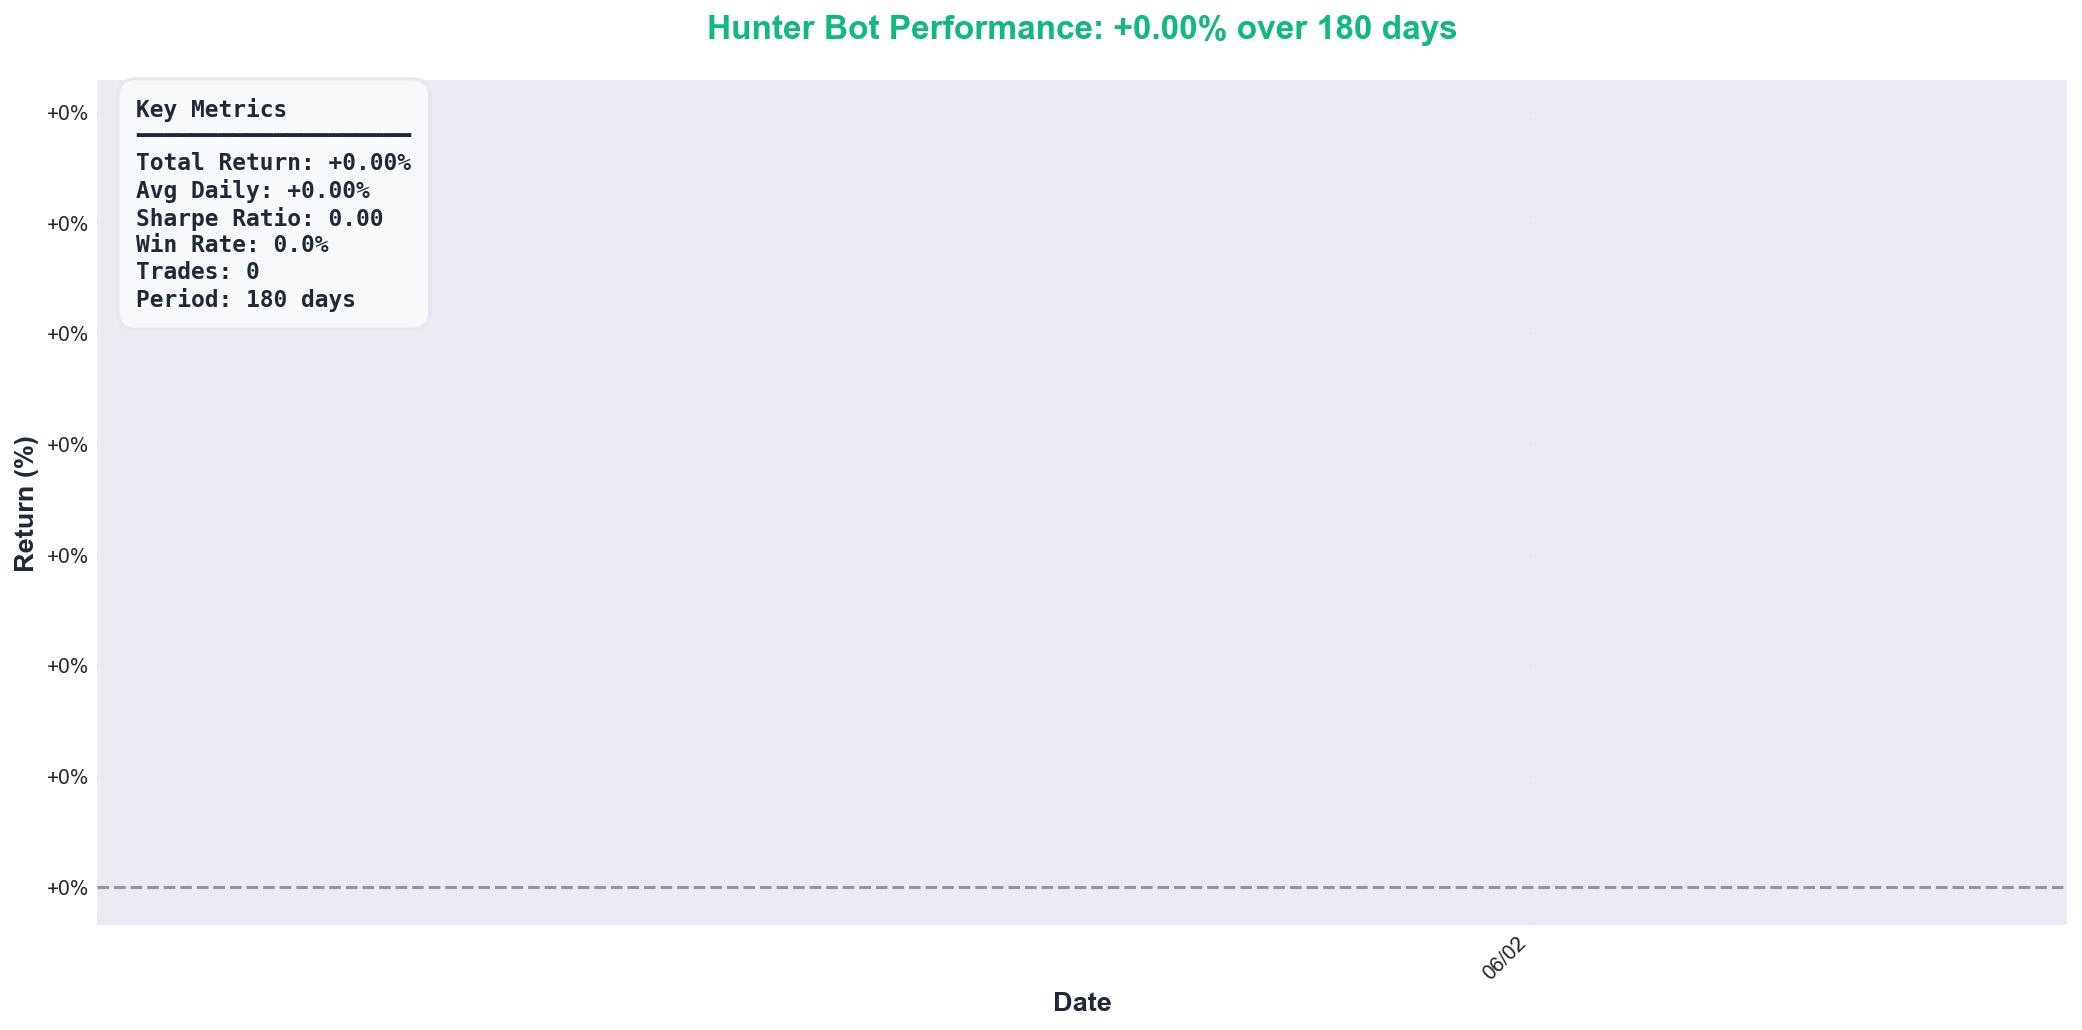 Hunter Bot Performance: +0.00% over 180 days
Key Metrics
Total Return: +0.00%
Avg Daily: +0.00%
Sharpe Ratio: 0.00
Win Rate: 0.0%
Trades: 0
Period: 180 days
+0%
+0%
+0%
+0%
+0%
+0%
+0%
+0%
Return (%)
06/02
Date